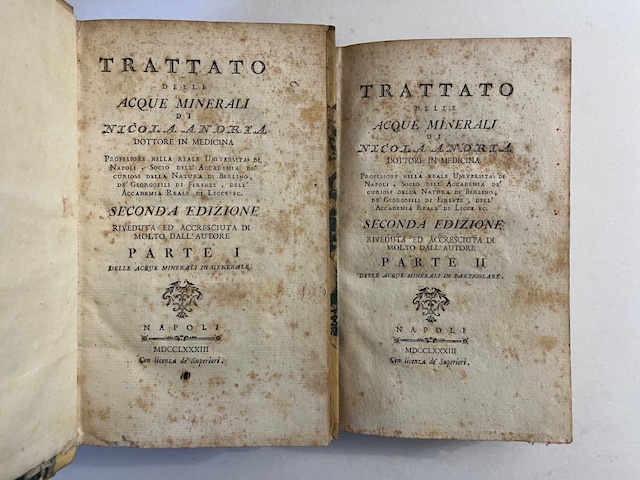 TRATTATO
DELLE
ACQUE MINERALI
DI
NICOLA ANDRIA
DOTTORE IN MEDICINA
PROFESSORE NELLA REALE UNIVERSITA' DI
NAPOLI, SOCIO DELL'ACCADEMIA DE'
CURIOSI DELLA NATURA DI BERLINO,
DE' GEORGOFILI DI FIRENZE, DELL'
ACCADEMIA REALE DI LECCE &C.
SECONDA EDIZIONE
RIVEDUTA ED ACCRESCIUTA DI
MOLTO DALL'AUTORE
PARTE I
DELLE ACQUE MINERALI IN GENERALE.
NAPOLI
MDCCLXXXIII
Con licenza de' Superiori.
TRATTATO
DELLE
ACQUE MINERALI
DI
NICOLA ANDRIA
DOTTORE IN MEDICINA
PROFESSORE NELLA REALE UNIVERSITA' DI
NAPOLI, SOCIO DELL'ACCADEMIA DE'
CURIOSI DELLA NATURA DI BERLINO,
DE' GEORGOFILI DI FIRENZE, DELL'
ACCADEMIA REALE DI LECCE &C.
SECONDA EDIZIONE
RIVEDUTA ED ACCRESCIUTA DI
MOLTO DALL'AUTORE
PARTE II
DELLE ACQUE MINERALI IN PARTICOLARE.
NAPOLI
MDCCLXXXIII
Con licenza de' Superiori.